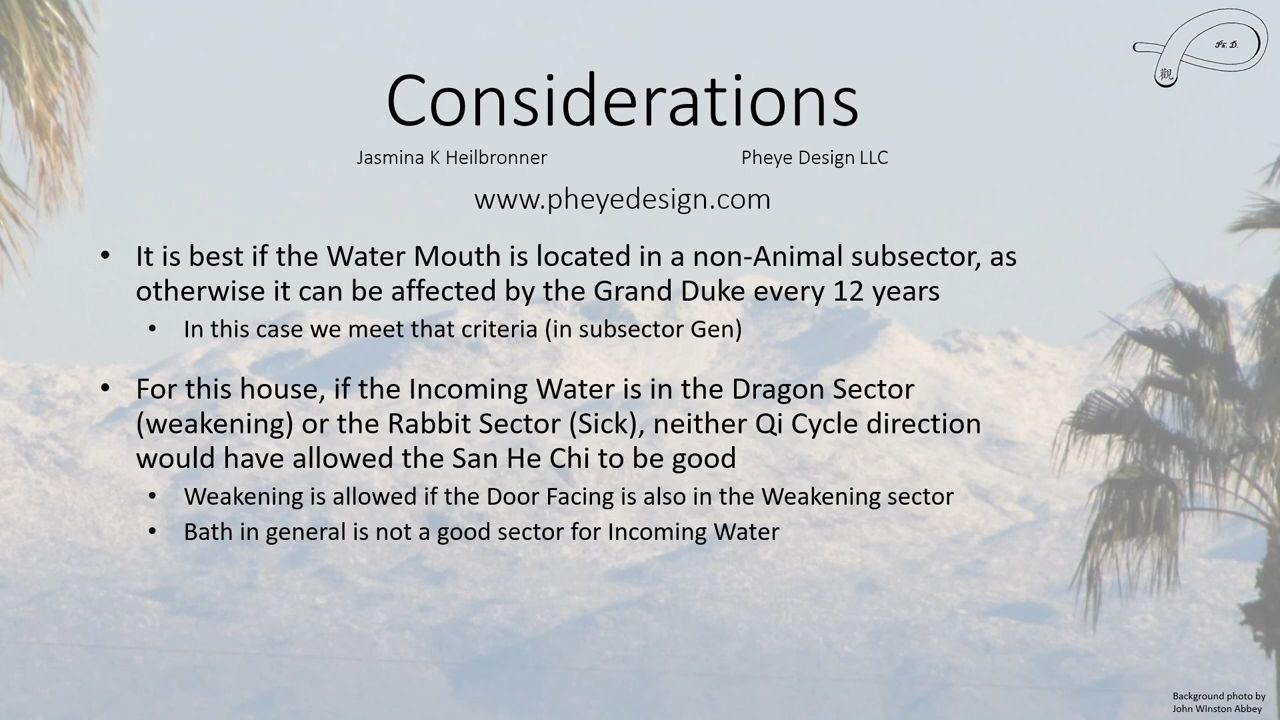 Ph. D.
觀
Considerations
Jasmina K Heilbronner Pheye Design LLC
www.pheyedesign.com
• It is best if the Water Mouth is located in a non-Animal subsector, as
otherwise it can be affected by the Grand Duke every 12 years
• In this case we meet that criteria (in subsector Gen)
• For this house, if the Incoming Water is in the Dragon Sector
(weakening) or the Rabbit Sector (Sick), neither Qi Cycle direction
would have allowed the San He Chi to be good
• Weakening is allowed if the Door Facing is also in the Weakening sector
• Bath in general is not a good sector for Incoming Water
Background photo by
John Winston Abbey